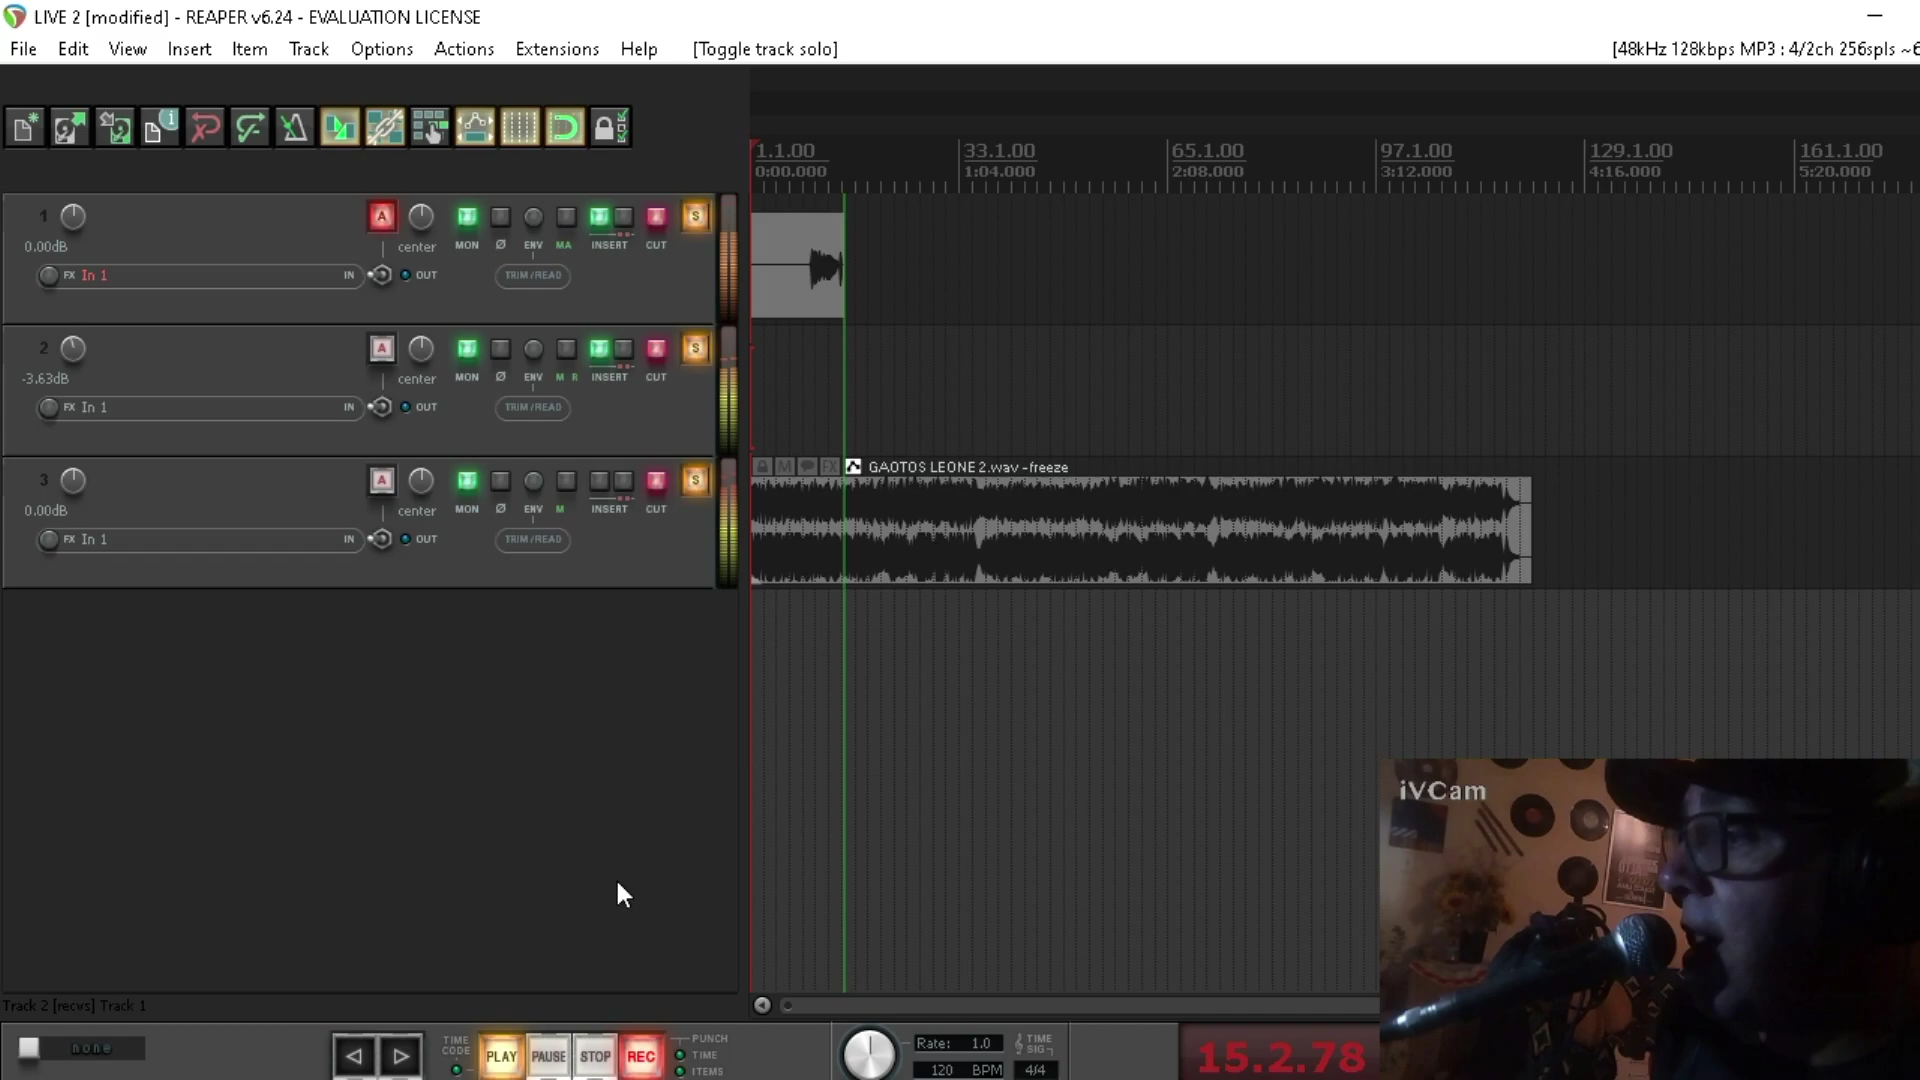 LIVE 2 [modified] - REAPER v6.24 - EVALUATION LICENSE
File Edit View Insert Item Track Options Actions Extensions Help [Toggle track solo] [48kHz 128kbps MP3 : 4/2ch 256spls ~6
1.1.00 33.1.00 65.1.00 97.1.00 129.1.00 161.1.00
0:00.000 1:04.000 2:08.000 3:12.000 4:16.000 5:20.000
1 A S
0.00dB center MON Ø ENV MA INSERT CUT
FX In 1 IN OUT TRIM/READ
2 A S
-3.63dB center MON Ø ENV M R INSERT CUT
FX In 1 IN OUT TRIM/READ
M FX GAOTOS LEONE 2.wav -freeze
3 A S
0.00dB center MON Ø ENV M INSERT CUT
FX In 1 IN OUT TRIM/READ
iVCam
Track 2 [recvs] Track 1
none
TIME CODE
PLAY PAUSE STOP REC
PUNCH
TIME
ITEMS
Rate: 1.0
120 BPM
TIME SIG
4/4
15.2.78